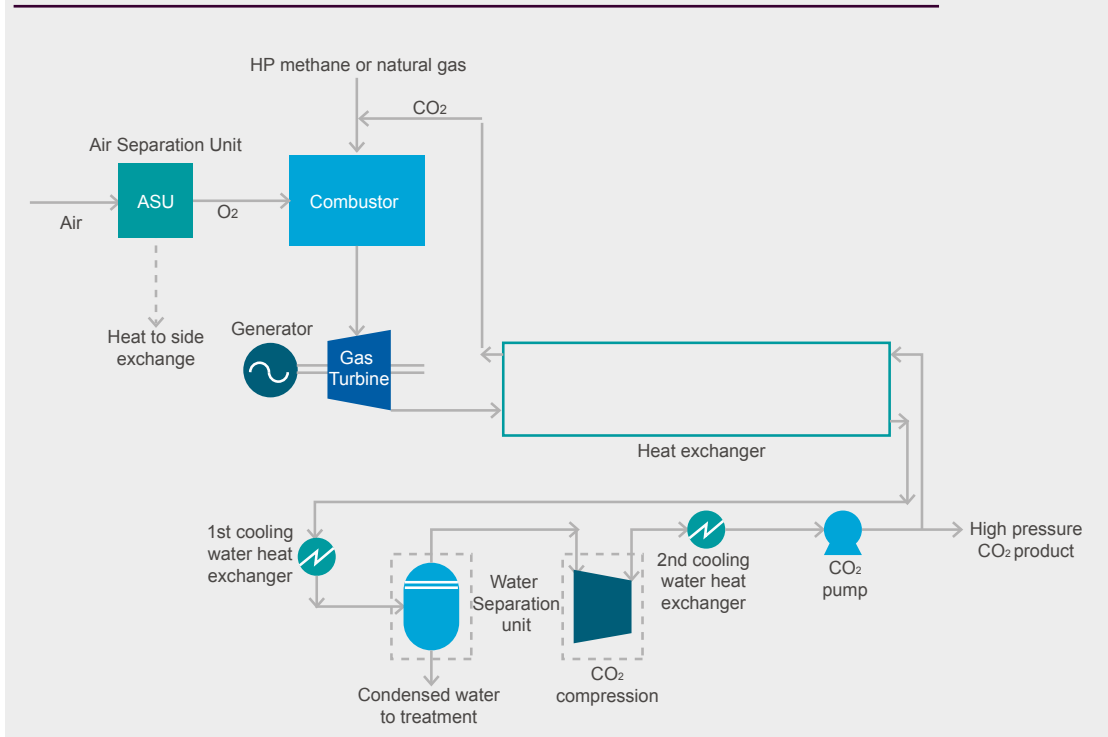 HP methane or natural gas
CO₂
Air Separation Unit
ASU
O₂
Combustor
Air
Heat to side
exchange
Generator
Gas
Turbine
Heat exchanger
1st cooling
water heat
exchanger
Water
Separation
unit
2nd cooling
water heat
exchanger
CO₂
pump
High pressure
CO₂ product
CO₂
compression
Condensed water
to treatment